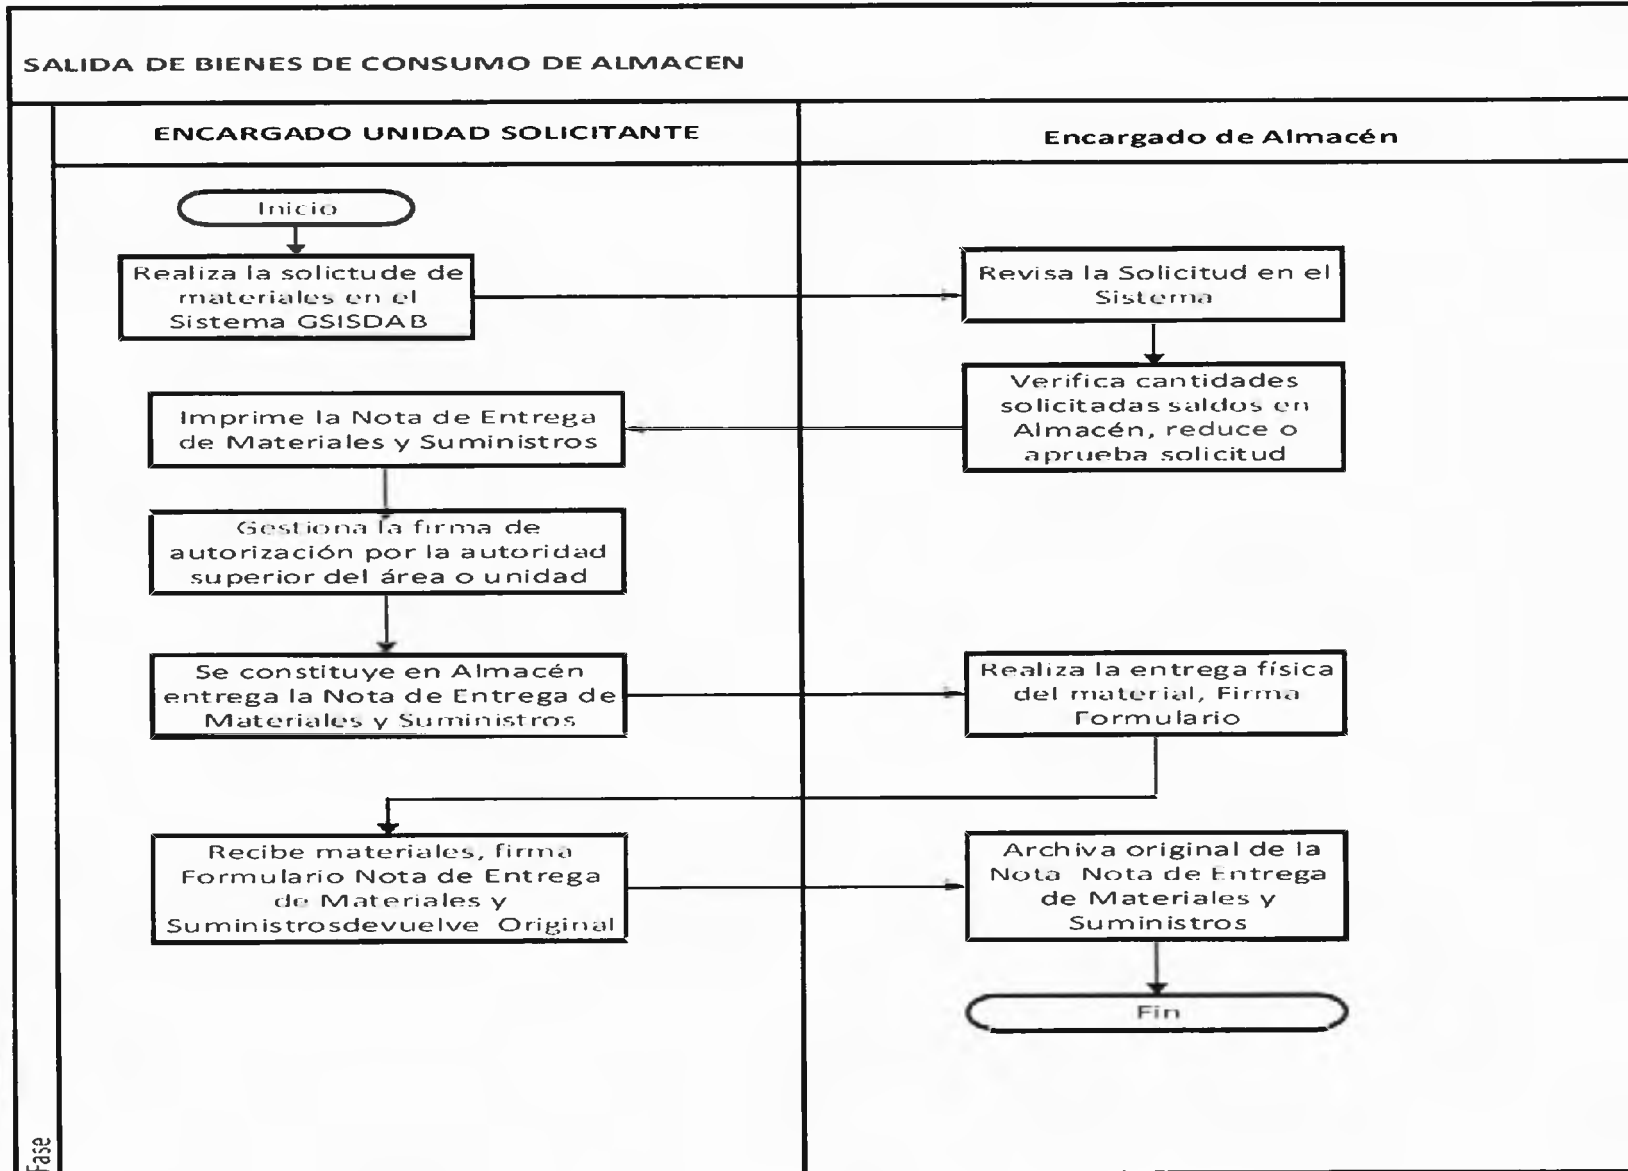 SALIDA DE BIENES DE CONSUMO DE ALMACEN
ENCARGADO UNIDAD SOLICITANTE
Encargado de Almacén
Inicio
Realiza la solictude de
materiales en el
Sistema GSISDAB
Revisa la Solicitud en el
Sistema
Verifica cantidades
solicitadas saldos en
Almacén, reduce o
aprueba solicitud
Imprime la Nota de Entrega
de Materiales y Suministros
Gestiona la firma de
autorización por la autoridad
superior del área o unidad
Se constituye en Almacén
entrega la Nota de Entrega de
Materiales y Suministros
Realiza la entrega física
del material, Firma
Formulario
Recibe materiales, firma
Formulario Nota de Entrega
de Materiales y
Suministrosdevuelve Original
Archiva original de la
Nota Nota de Entrega
de Materiales y
Suministros
Fin
Fase